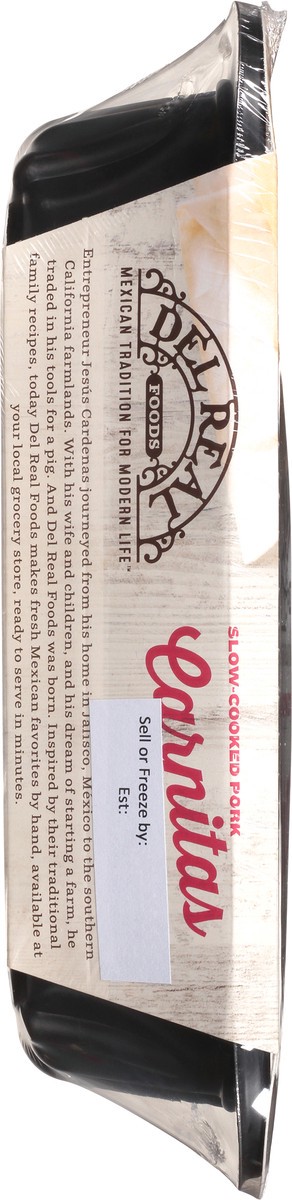 DEL REAL
FOODS
MEXICAN TRADITION FOR MODERN LIFE™
SLOW-COOKED PORK
Carnitas
Sell or Freeze by:
Est:
Entrepreneur Jesús Cardenas journeyed from his home in Jalisco, Mexico to the southern
California farmlands. With his wife and children, and his dream of starting a farm, he
traded in his tools for a pig. And Del Real Foods was born. Inspired by their traditional
family recipes, today Del Real Foods makes fresh Mexican favorites by hand, available at
your local grocery store, ready to serve in minutes.